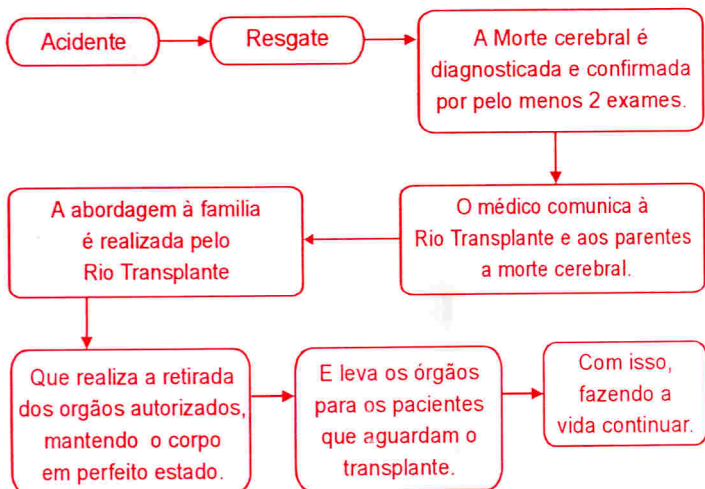 Acidente
Resgate
A Morte cerebral é
diagnosticada e confirmada
por pelo menos 2 exames.
O médico comunica à
Rio Transplante e aos parentes
a morte cerebral.
A abordagem à familia
é realizada pelo
Rio Transplante
Que realiza a retirada
dos orgãos autorizados,
mantendo o corpo
em perfeito estado.
E leva os órgãos
para os pacientes
que aguardam o
transplante.
Com isso,
fazendo a
vida continuar.